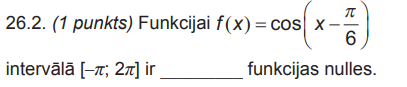 26.2. (1 punkts) Funkcijai f(x) = cos(x − π/6)
intervālā [–π; 2π] ir ________ funkcijas nulles.